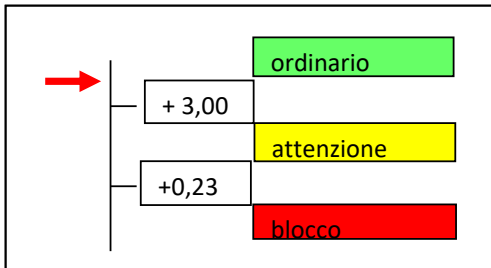 ordinario
+ 3,00
attenzione
+0,23
blocco